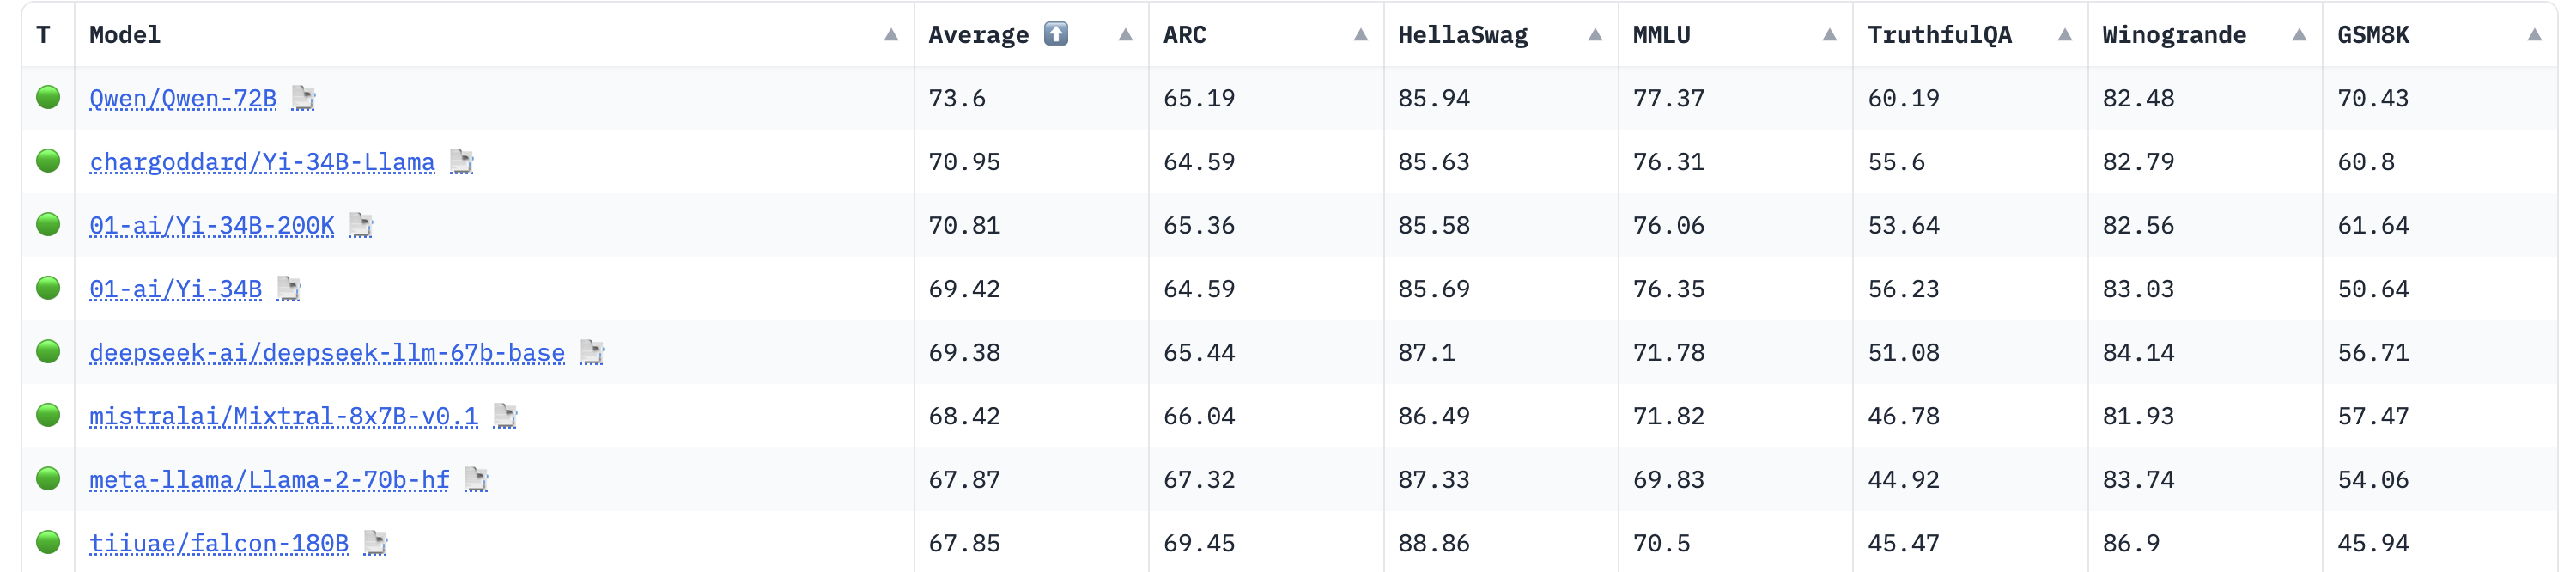 T Model Average ARC HellaSwag MMLU TruthfulQA Winogrande GSM8K
Qwen/Qwen-72B 73.6 65.19 85.94 77.37 60.19 82.48 70.43
chargoddard/Yi-34B-Llama 70.95 64.59 85.63 76.31 55.6 82.79 60.8
01-ai/Yi-34B-200K 70.81 65.36 85.58 76.06 53.64 82.56 61.64
01-ai/Yi-34B 69.42 64.59 85.69 76.35 56.23 83.03 50.64
deepseek-ai/deepseek-llm-67b-base 69.38 65.44 87.1 71.78 51.08 84.14 56.71
mistralai/Mixtral-8x7B-v0.1 68.42 66.04 86.49 71.82 46.78 81.93 57.47
meta-llama/Llama-2-70b-hf 67.87 67.32 87.33 69.83 44.92 83.74 54.06
tiiuae/falcon-180B 67.85 69.45 88.86 70.5 45.47 86.9 45.94